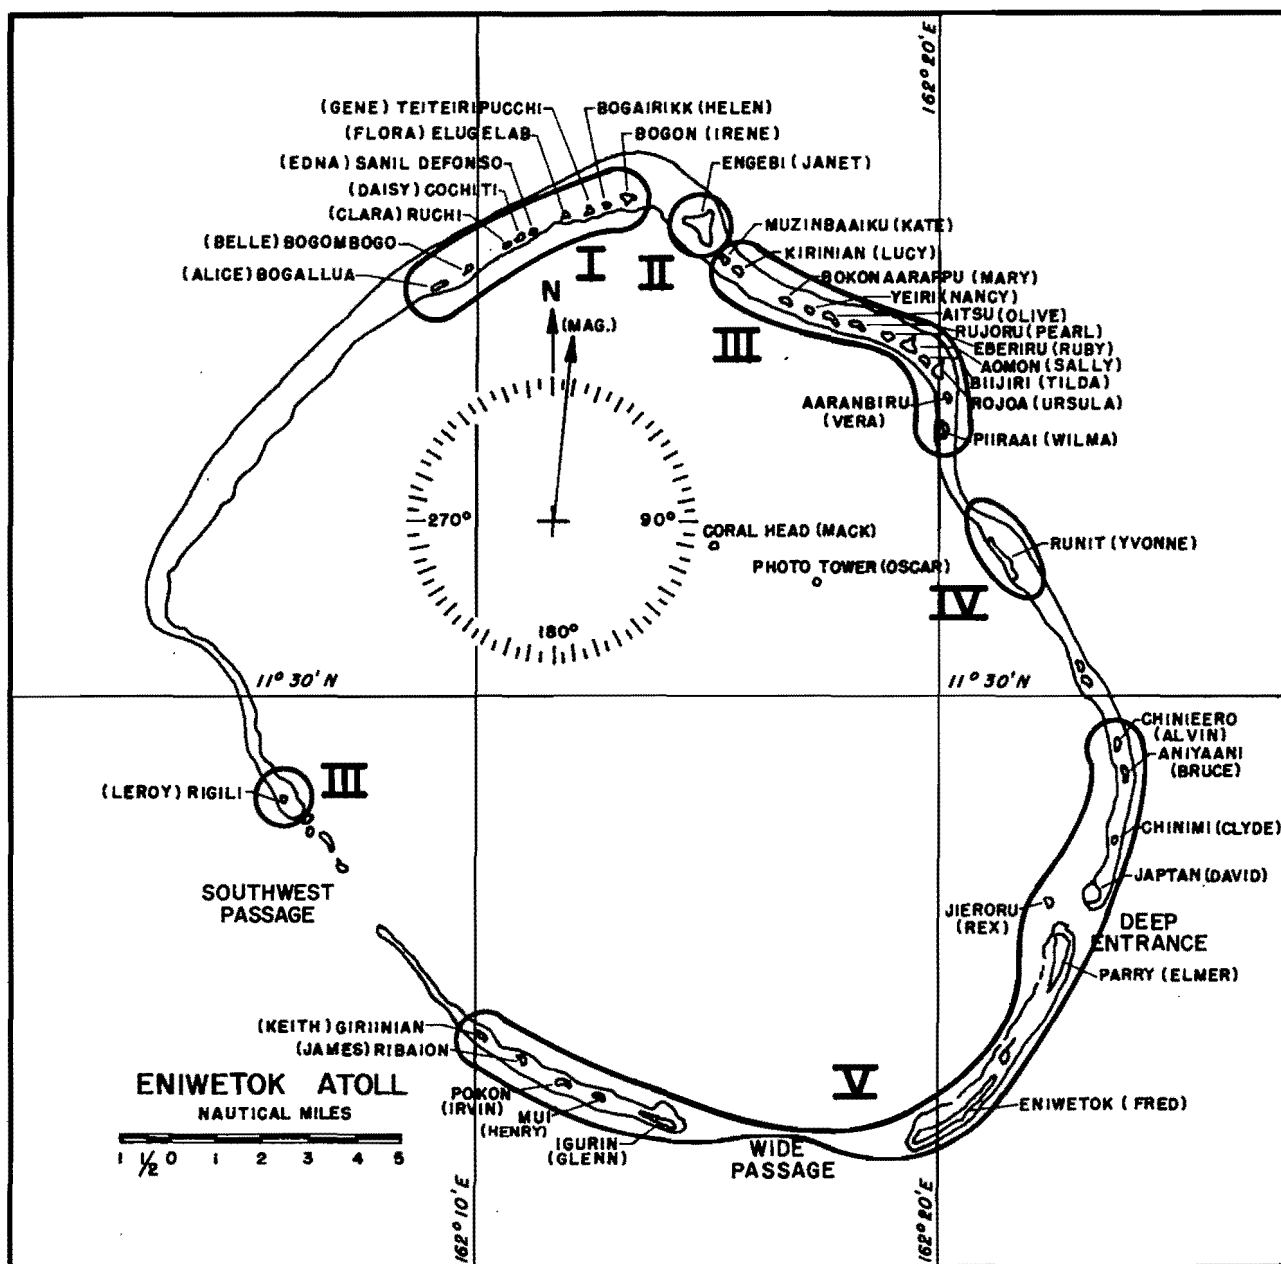 162° 20' E
(GENE) TEITEIRIPUCCHI
BOGAIRIKK (HELEN)
(FLORA) ELUGELAB
BOGON (IRENE)
(EDNA) SANIL DEFONSO
ENGEBI (JANET)
(DAISY) COCHITI
(CLARA) RUCHI
MUZINBAAIKU (KATE)
(BELLE) BOGOMBOGO
KIRINIAN (LUCY)
(ALICE) BOGALLUA
BOKONAARAPPU (MARY)
YEIRI (NANCY)
AITSU (OLIVE)
RUJORU (PEARL)
EBERIRU (RUBY)
AOMON (SALLY)
BIIJIRI (TILDA)
ROJOA (URSULA)
AARANBIRU
(VERA)
PIIRAAI (WILMA)
I
II
III
N
(MAG.)
270°
90°
180°
CORAL HEAD (MACK)
PHOTO TOWER (OSCAR)
RUNIT (YVONNE)
IV
11° 30' N
11° 30' N
CHINIEERO
(ALVIN)
ANIYAANI
(BRUCE)
III
(LEROY) RIGILI
CHINIMI (CLYDE)
JAPTAN (DAVID)
SOUTHWEST
PASSAGE
JIERORU
(REX)
DEEP
ENTRANCE
PARRY (ELMER)
(KEITH) GIRIINIAN
(JAMES) RIBAION
V
POKON
(IRVIN)
MUI
(HENRY)
IGURIN
(GLENN)
ENIWETOK (FRED)
WIDE
PASSAGE
ENIWETOK ATOLL
NAUTICAL MILES
1 1/2 0 1 2 3 4 5
162° 10' E
162° 20' E